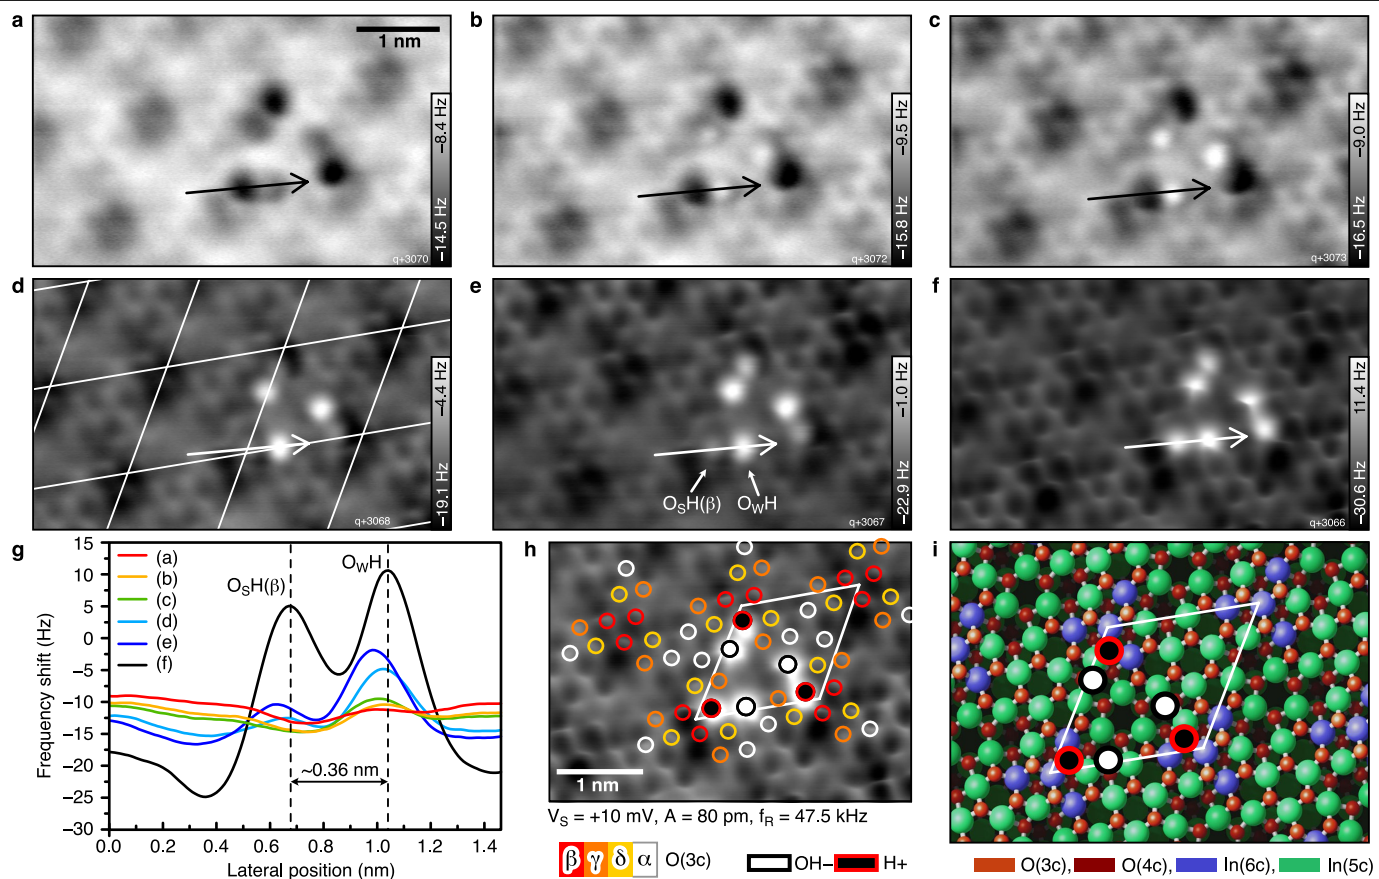 a
1 nm
−8.4 Hz
−14.5 Hz
q+3070
b
−9.5 Hz
−15.8 Hz
q+3072
c
−9.0 Hz
−16.5 Hz
q+3073
d
−4.4 Hz
−19.1 Hz
q+3068
e
−1.0 Hz
−22.9 Hz
OSH(β)
OWH
q+3067
f
11.4 Hz
−30.6 Hz
q+3066
g
15
10
5
0
−5
−10
−15
−20
−25
−30
Frequency shift (Hz)
(a)
(b)
(c)
(d)
(e)
(f)
OSH(β)
OWH
~0.36 nm
0.0 0.2 0.4 0.6 0.8 1.0 1.2 1.4
Lateral position (nm)
h
1 nm
VS = +10 mV, A = 80 pm, fR = 47.5 kHz
β γ δ α O(3c)
OH− H+
i
O(3c), O(4c), In(6c), In(5c)